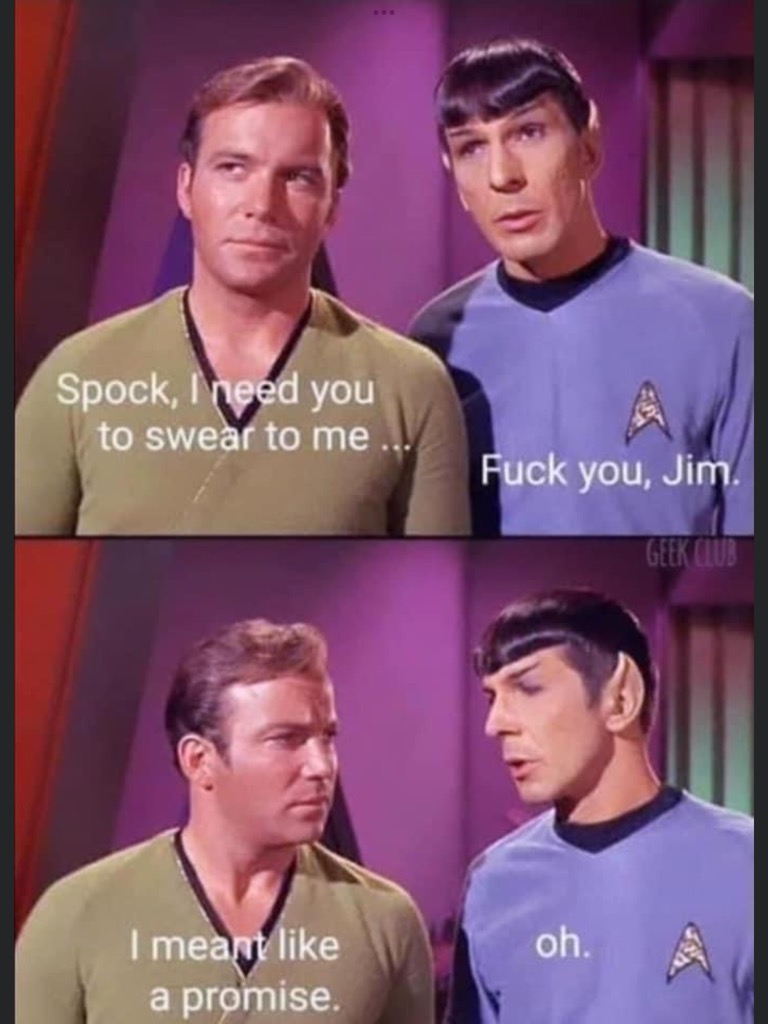 Spock, I need you
to swear to me ...
Fuck you, Jim.
GEEK CLUB
I meant like
a promise.
oh.